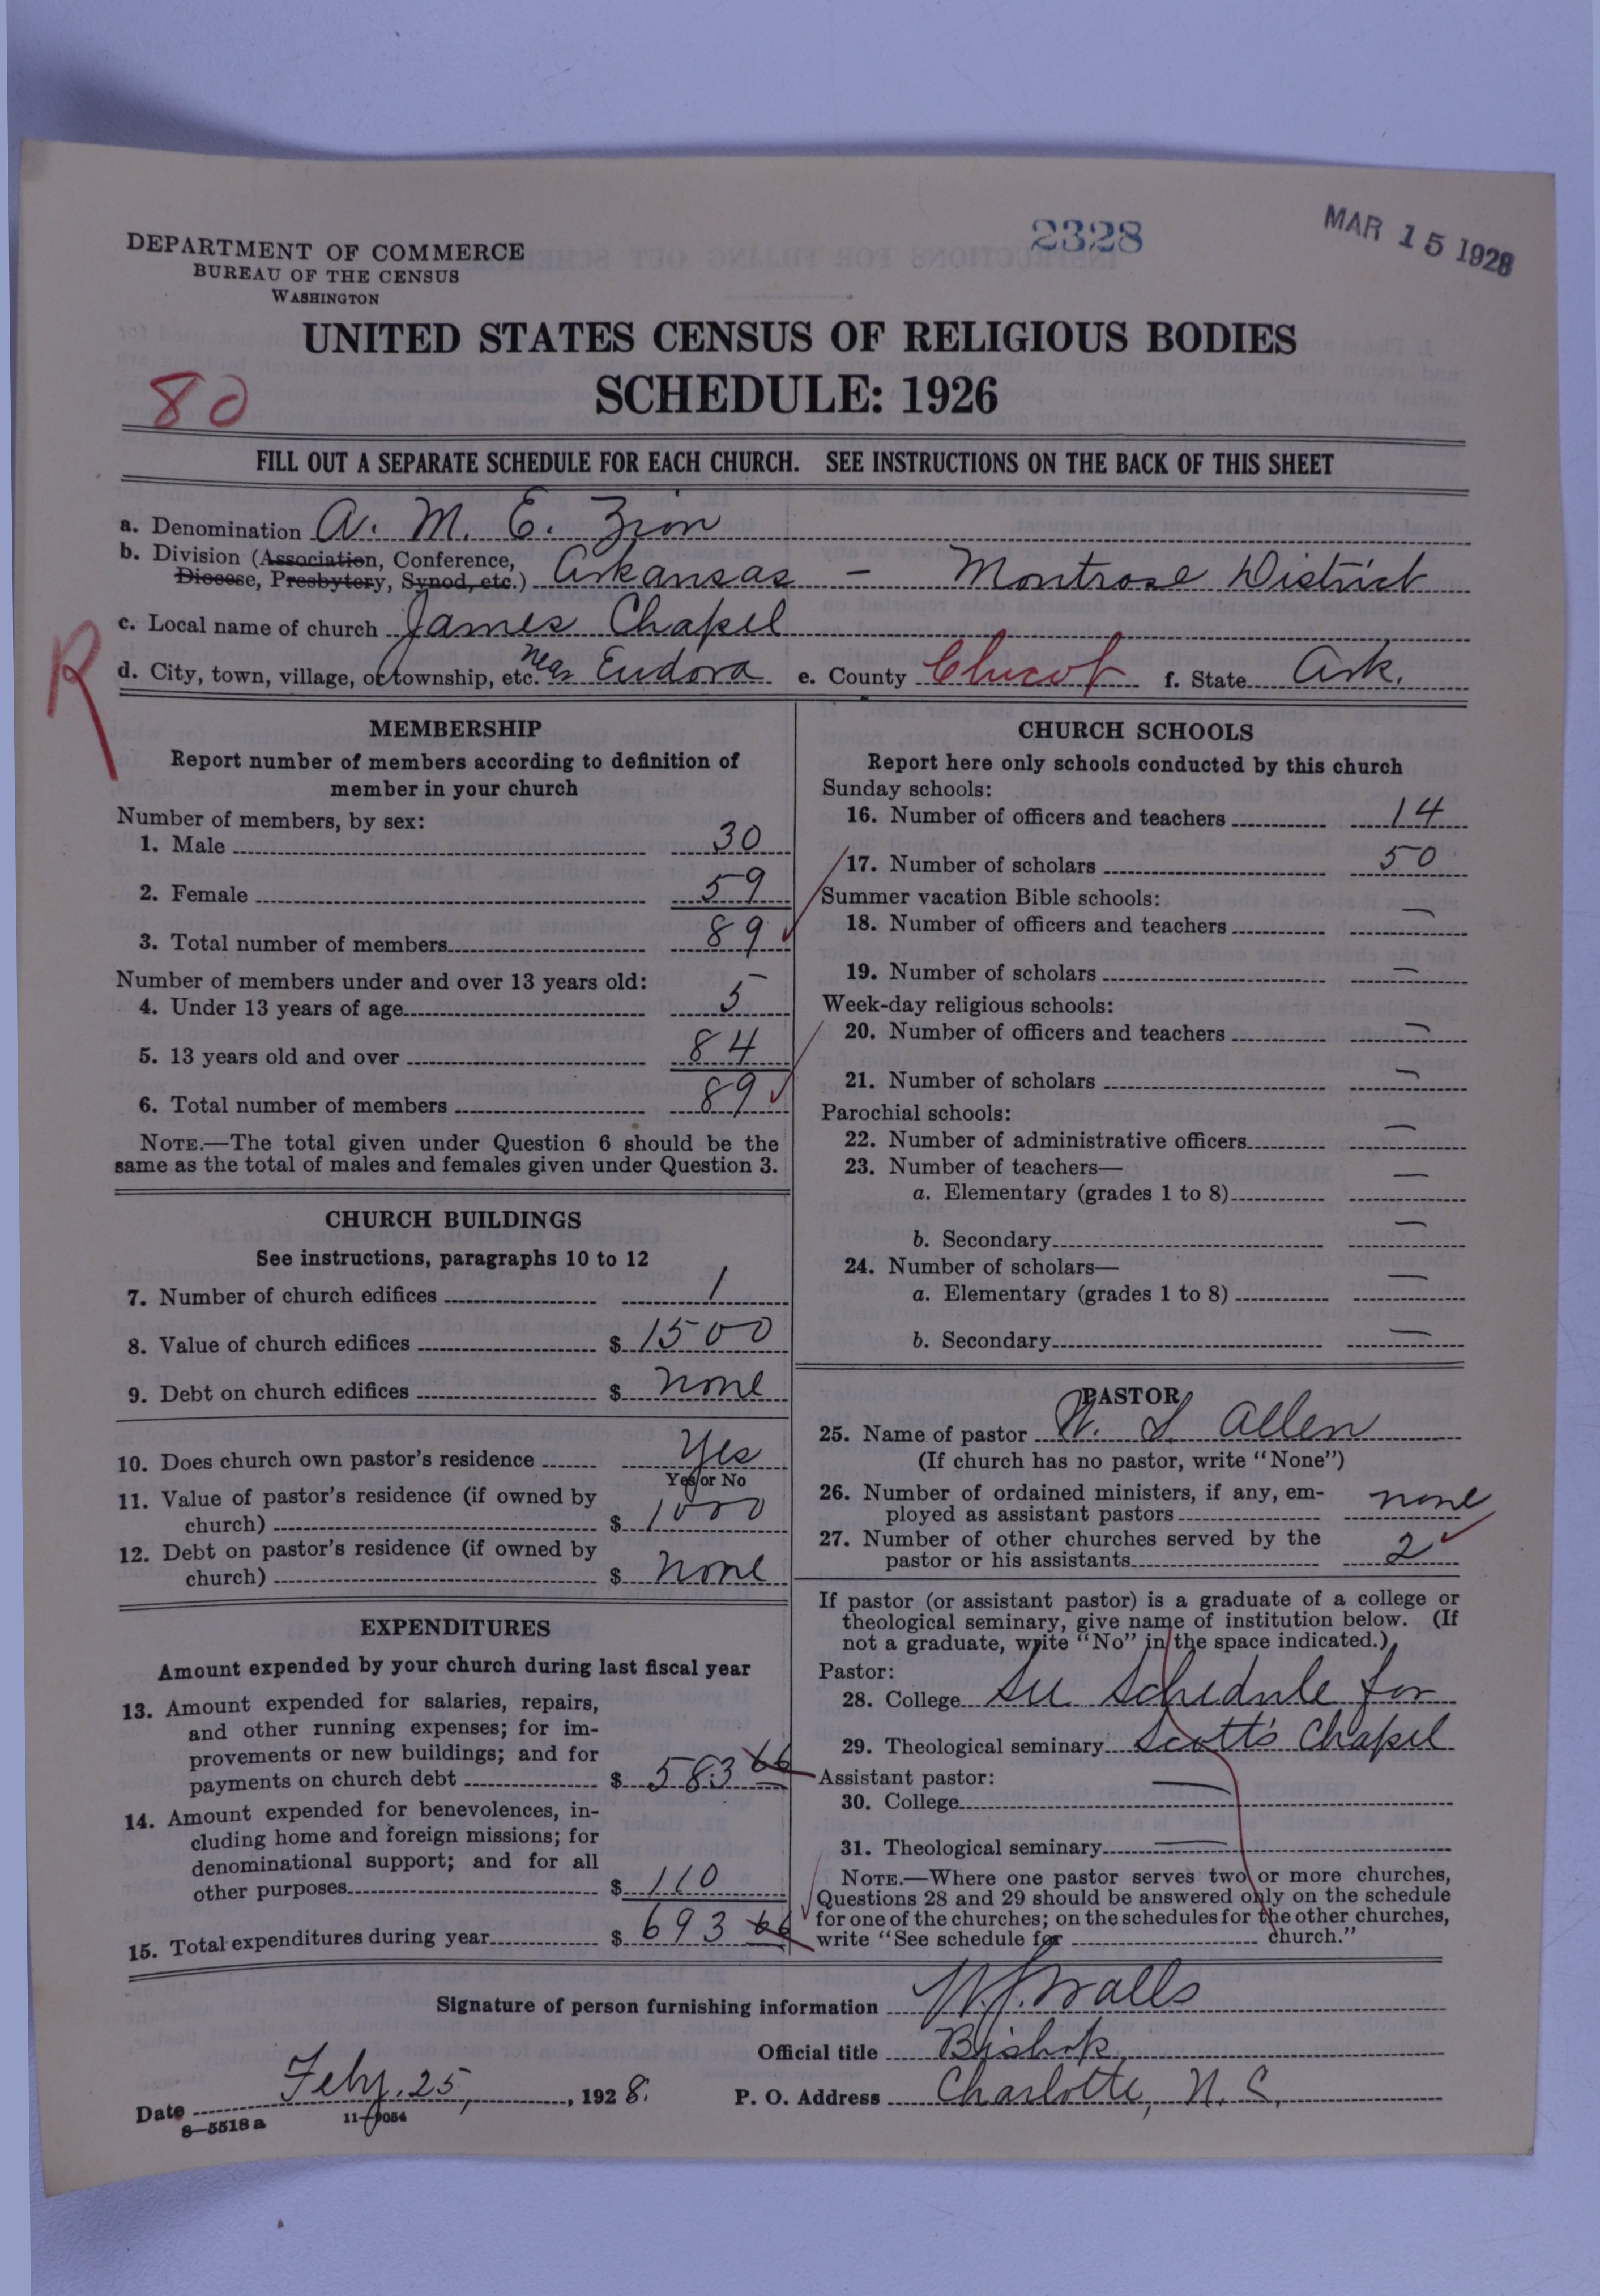 2328
MAR 15 1928
DEPARTMENT OF COMMERCE
BUREAU OF THE CENSUS
WASHINGTON
UNITED STATES CENSUS OF RELIGIOUS BODIES
SCHEDULE: 1926
80
FILL OUT A SEPARATE SCHEDULE FOR EACH CHURCH. SEE INSTRUCTIONS ON THE BACK OF THIS SHEET
a. Denomination A. M. E. Zion
b. Division (Association, Conference,
Diocese, Presbytery, Synod, etc.) Arkansas - Montrose District
c. Local name of church James Chapel
R
d. City, town, village, or township, etc. near Eudora e. County Chicot f. State Ark.
MEMBERSHIP
Report number of members according to definition of
member in your church
Number of members, by sex:
1. Male 30
2. Female 59
3. Total number of members 89
Number of members under and over 13 years old:
4. Under 13 years of age 5
5. 13 years old and over 84
6. Total number of members 89
NOTE.—The total given under Question 6 should be the
same as the total of males and females given under Question 3.
CHURCH BUILDINGS
See instructions, paragraphs 10 to 12
7. Number of church edifices 1
8. Value of church edifices $ 1500
9. Debt on church edifices $ none
10. Does church own pastor's residence Yes
Yes or No
11. Value of pastor's residence (if owned by
church) $ 1000
12. Debt on pastor's residence (if owned by
church) $ none
EXPENDITURES
Amount expended by your church during last fiscal year
13. Amount expended for salaries, repairs,
and other running expenses; for im-
provements or new buildings; and for
payments on church debt $ 583 66
14. Amount expended for benevolences, in-
cluding home and foreign missions; for
denominational support; and for all
other purposes $ 110
15. Total expenditures during year $ 693 66
CHURCH SCHOOLS
Report here only schools conducted by this church
Sunday schools:
16. Number of officers and teachers 14
17. Number of scholars 50
Summer vacation Bible schools:
18. Number of officers and teachers —
19. Number of scholars —
Week-day religious schools:
20. Number of officers and teachers —
21. Number of scholars —
Parochial schools:
22. Number of administrative officers —
23. Number of teachers— —
a. Elementary (grades 1 to 8)
b. Secondary —
24. Number of scholars—
a. Elementary (grades 1 to 8) —
b. Secondary —
PASTOR
25. Name of pastor W. S. Allen
(If church has no pastor, write "None")
26. Number of ordained ministers, if any, em-
ployed as assistant pastors none
27. Number of other churches served by the
pastor or his assistants 2
If pastor (or assistant pastor) is a graduate of a college or
theological seminary, give name of institution below. (If
not a graduate, write "No" in the space indicated.)
Pastor:
28. College See Schedule for
29. Theological seminary Scott's Chapel
Assistant pastor:
30. College —
31. Theological seminary —
NOTE.—Where one pastor serves two or more churches,
Questions 28 and 29 should be answered only on the schedule
for one of the churches; on the schedules for the other churches,
write "See schedule for church."
Signature of person furnishing information W. J. Walls
Official title Bishop
Date Feby. 25, 1928. P. O. Address Charlotte, N. C.
8—5518a 11—9054